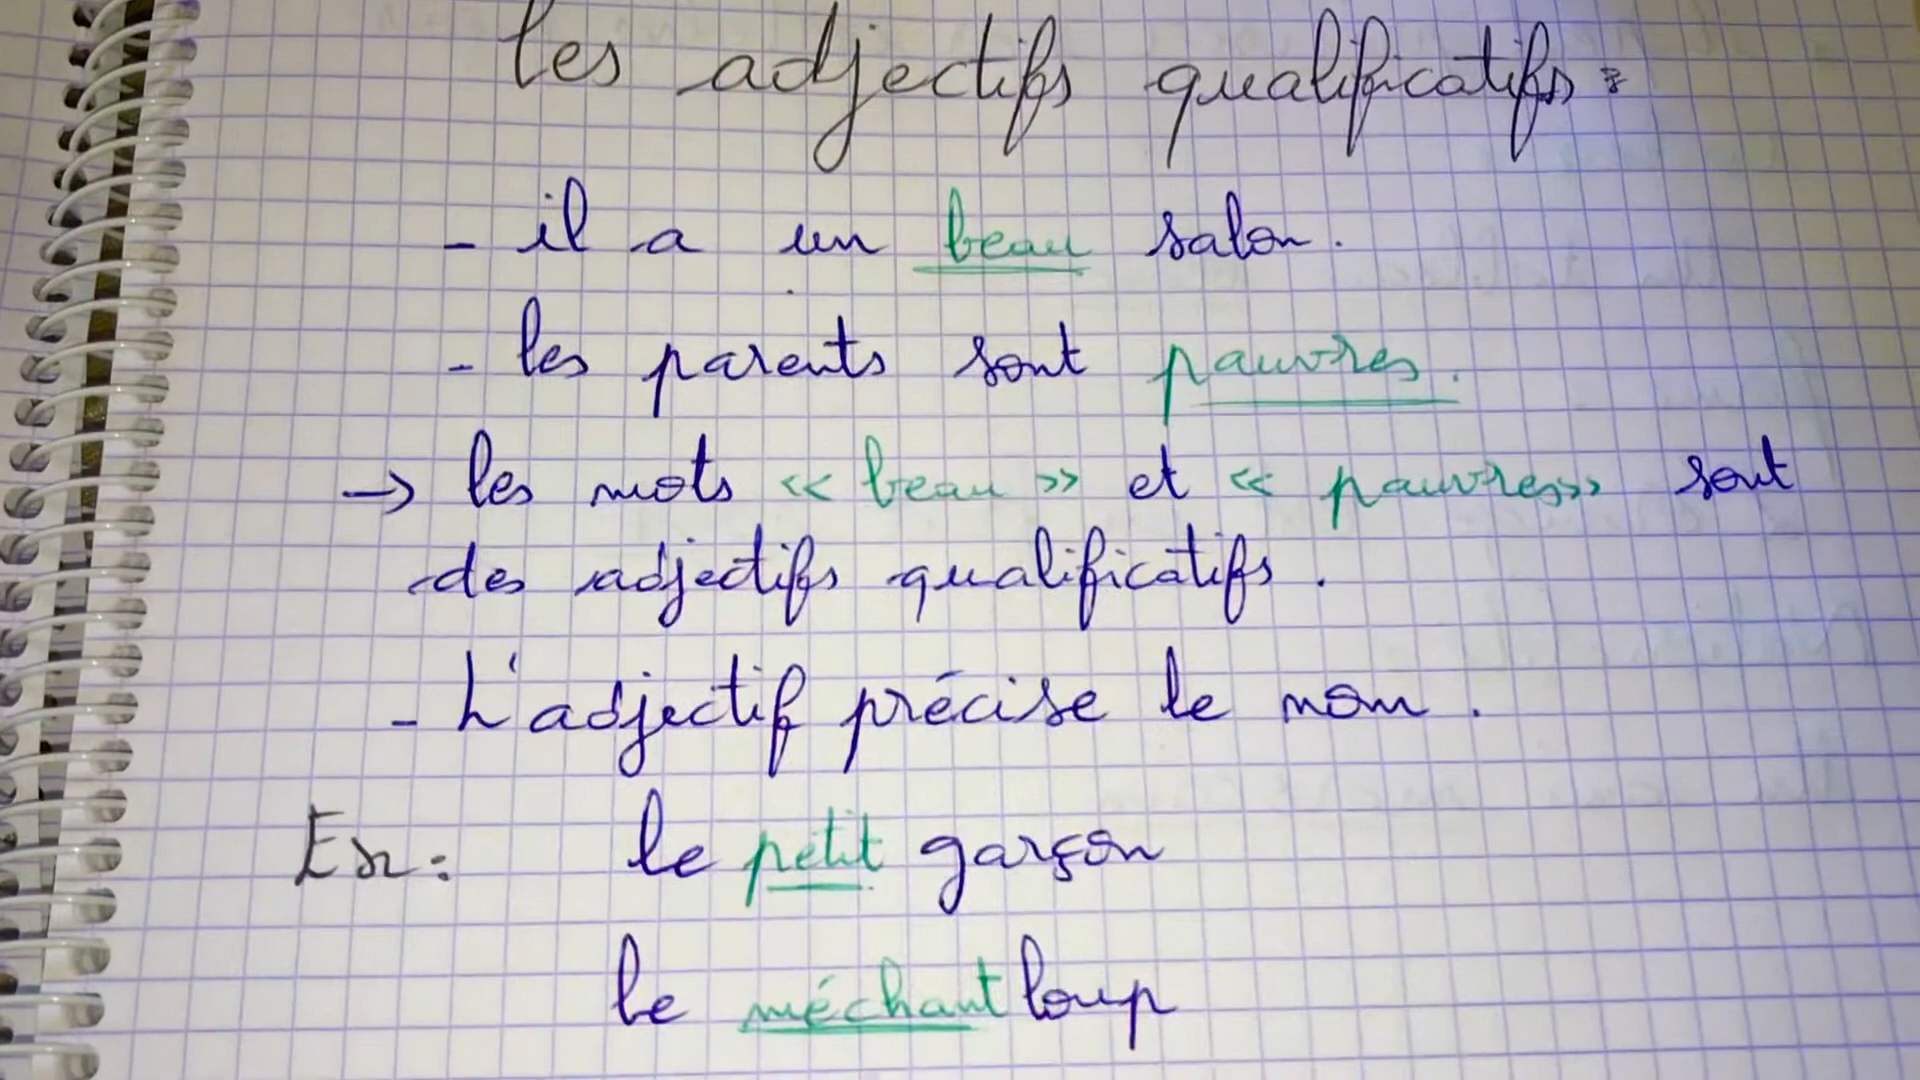 les adjectifs qualificatifs :
- il a un beau salon.
- les parents sont pauvres.
→ les mots « beau » et « pauvres » sont
des adjectifs qualificatifs.
- L'adjectif précise le nom.
Ex: le petit garçon
le méchant loup